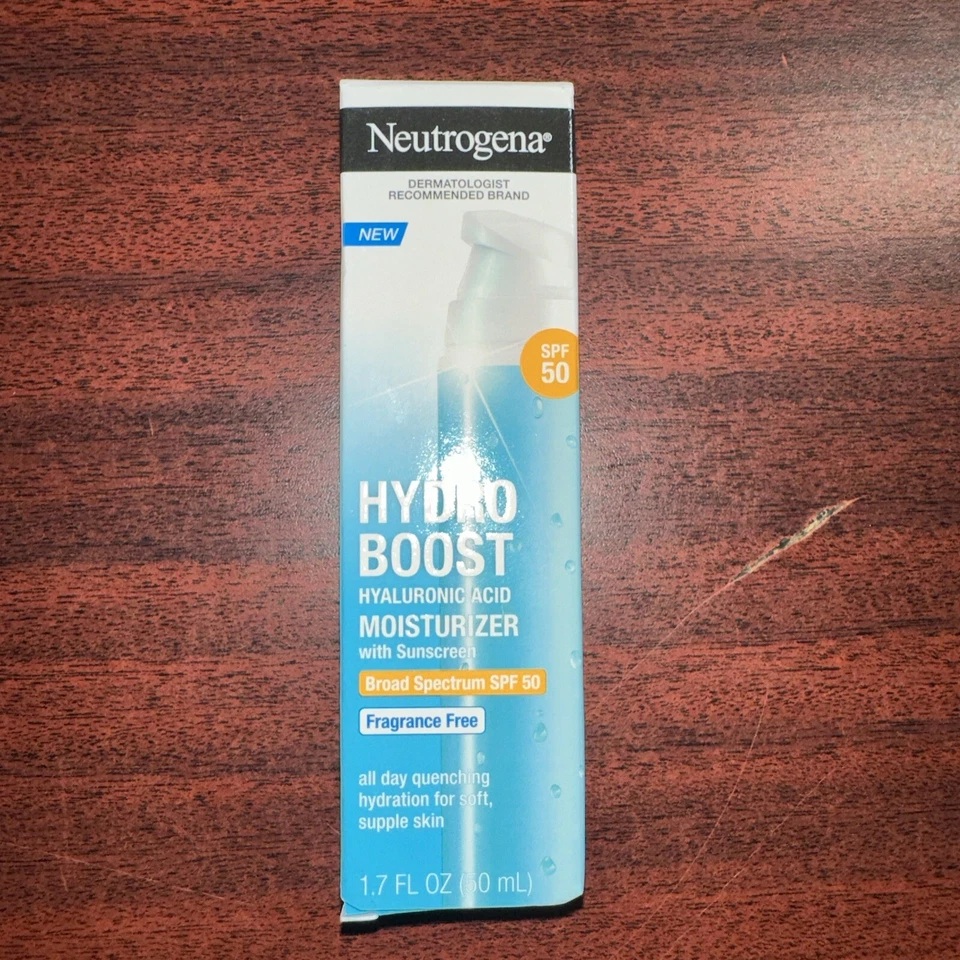 Neutrogena®
DERMATOLOGIST
RECOMMENDED BRAND
NEW
SPF
50
HYDRO
BOOST
HYALURONIC ACID
MOISTURIZER
with Sunscreen
Broad Spectrum SPF 50
Fragrance Free
all day quenching
hydration for soft,
supple skin
1.7 FL OZ (50 mL)